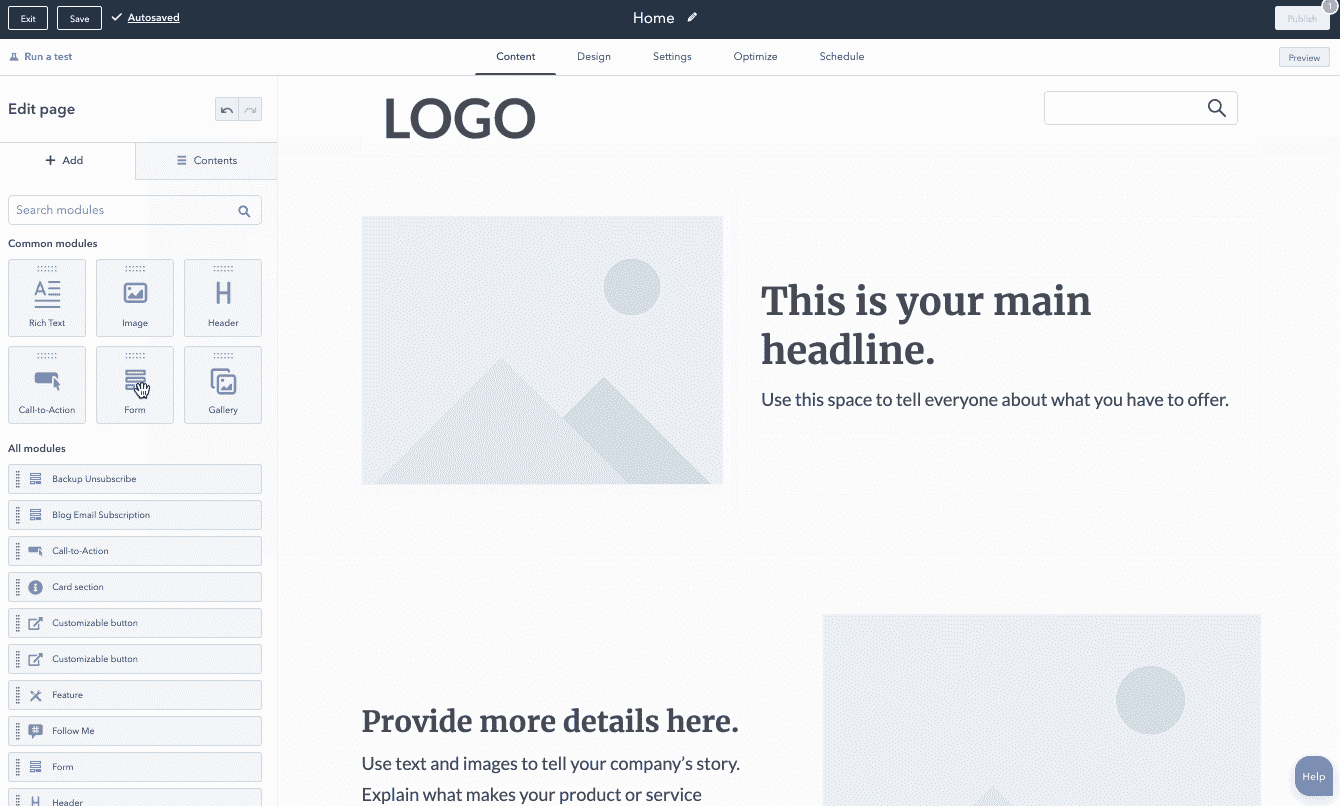 Exit
Save
Autosaved
Home
Publish
1
Run a test
Content
Design
Settings
Optimize
Schedule
Preview
Edit page
Add
Contents
Search modules
Common modules
Rich Text
Image
Header
Call-to-Action
Form
Gallery
All modules
Backup Unsubscribe
Blog Email Subscription
Call-to-Action
Card section
Customizable button
Customizable button
Feature
Follow Me
Form
Header
LOGO
This is your main
headline.
Use this space to tell everyone about what you have to offer.
Provide more details here.
Use text and images to tell your company’s story.
Explain what makes your product or service
Help